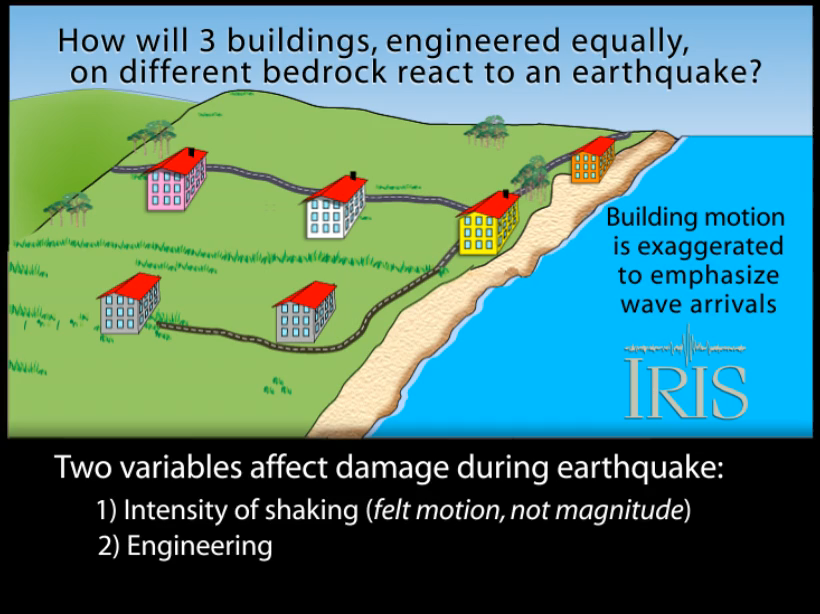 How will 3 buildings, engineered equally,
on different bedrock react to an earthquake?
Building motion
is exaggerated
to emphasize
wave arrivals
IRIS
Two variables affect damage during earthquake:
1) Intensity of shaking (felt motion, not magnitude)
2) Engineering